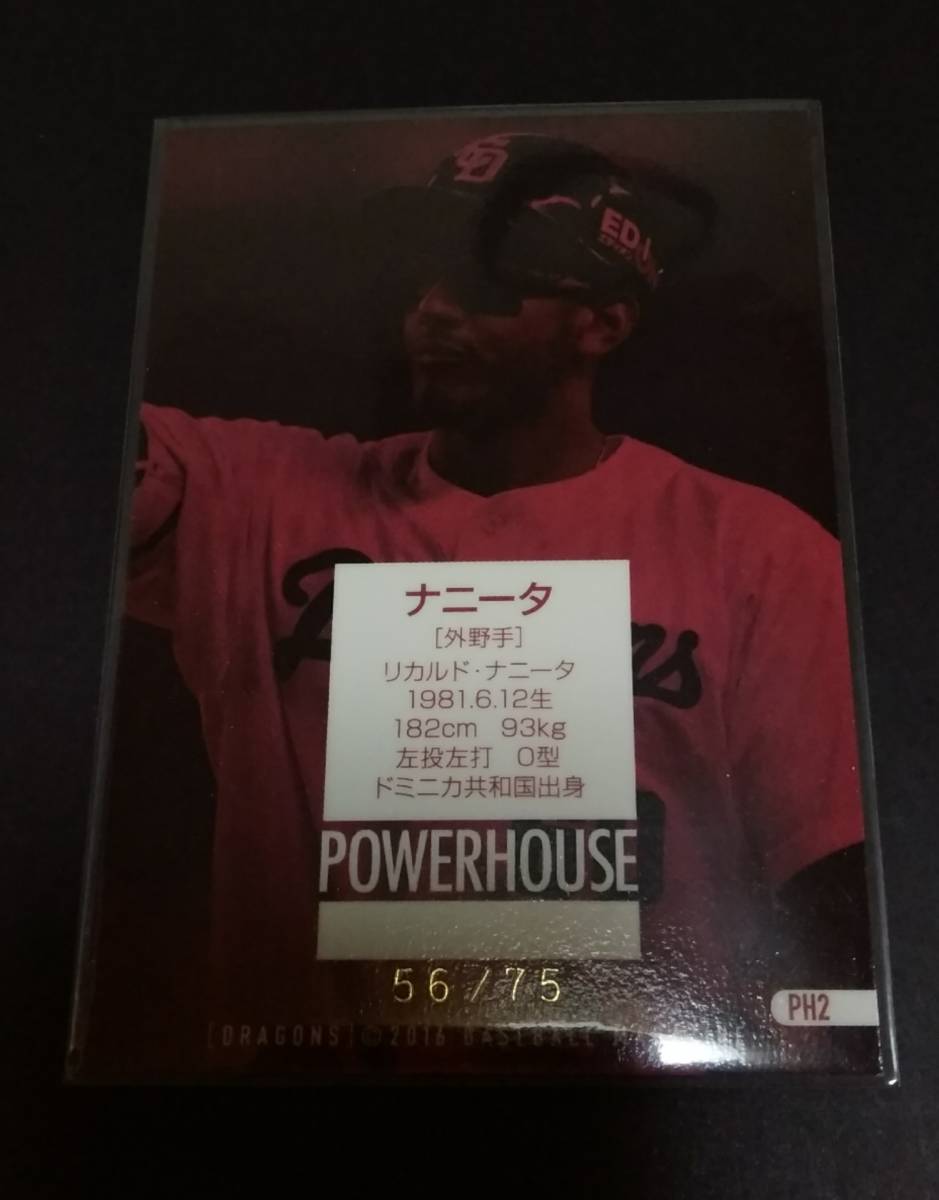 CD
ED
ナニータ
[外野手]
リカルド・ナニータ
1981.6.12生
182cm 93kg
左投左打 O型
ドミニカ共和国出身
POWERHOUSE
56/75
PH2
[DRAGONS]©2016 BASEBALL